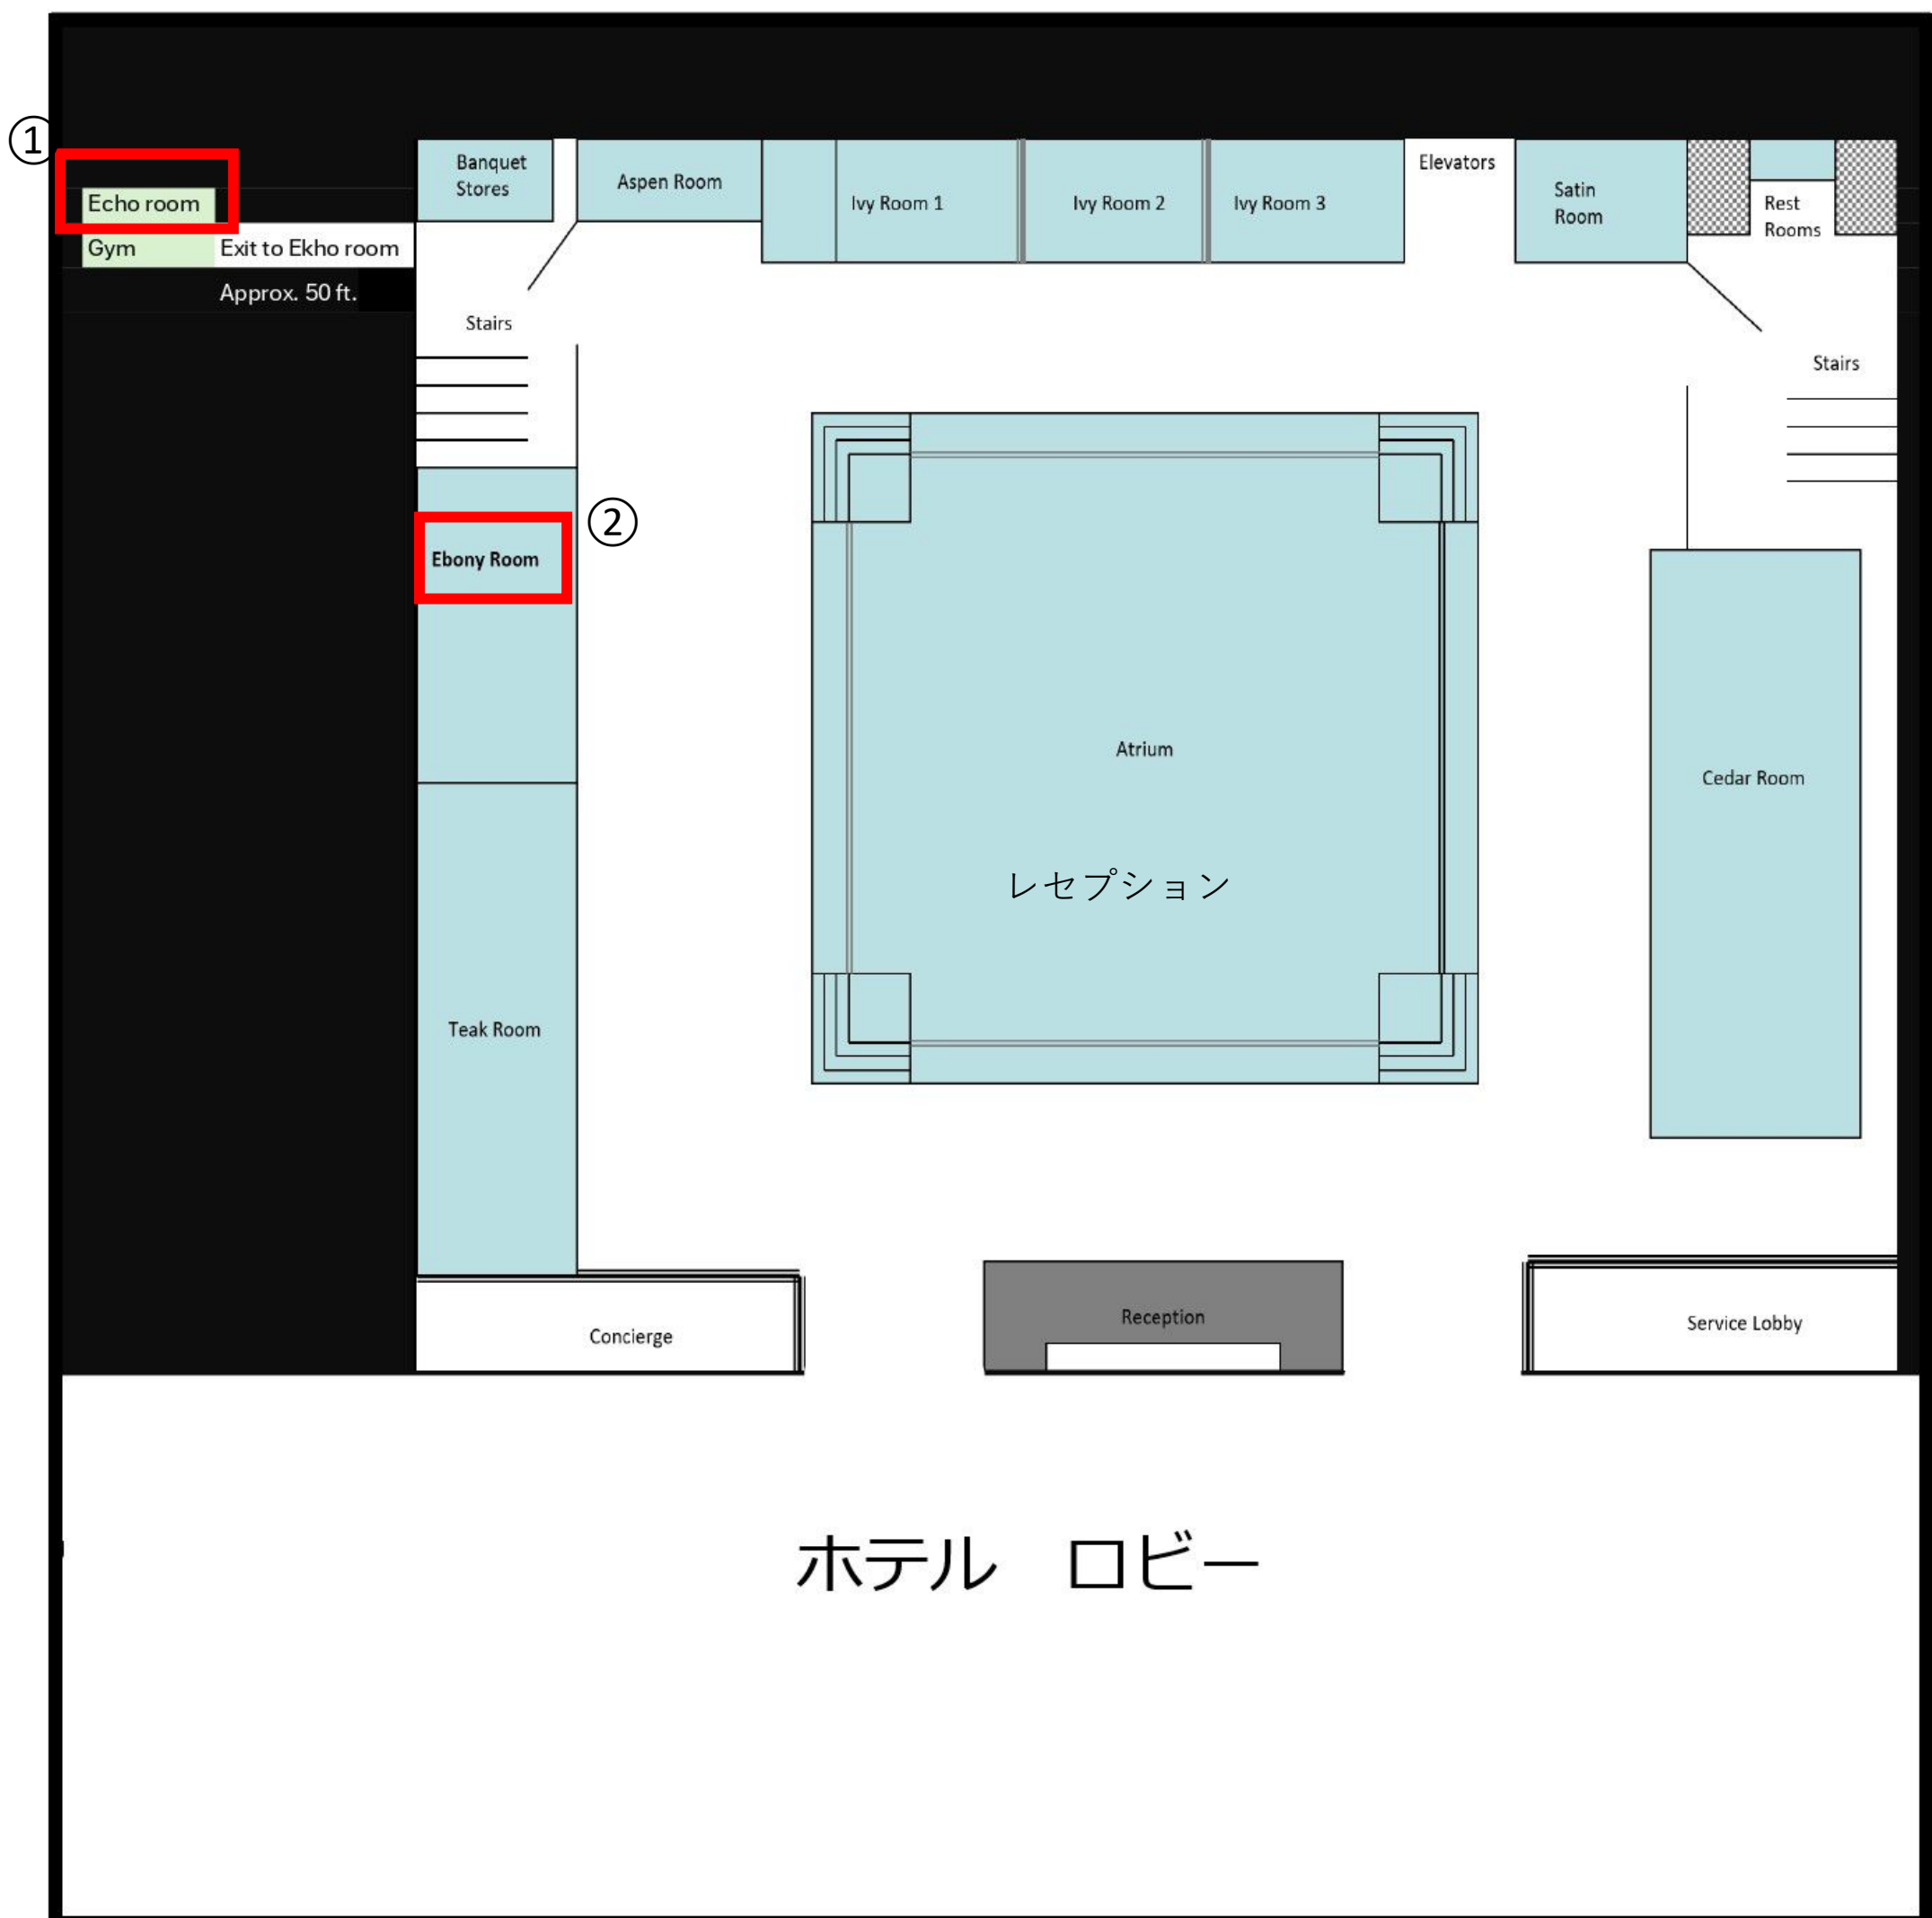 ①
Echo room
Gym
Exit to Ekho room
Approx. 50 ft.
Banquet
Stores
Aspen Room
Ivy Room 1
Ivy Room 2
Ivy Room 3
Elevators
Satin
Room
Rest
Rooms
Stairs
Stairs
②
Ebony Room
Atrium
レセプション
Cedar Room
Teak Room
Concierge
Reception
Service Lobby
ホテル　ロビー